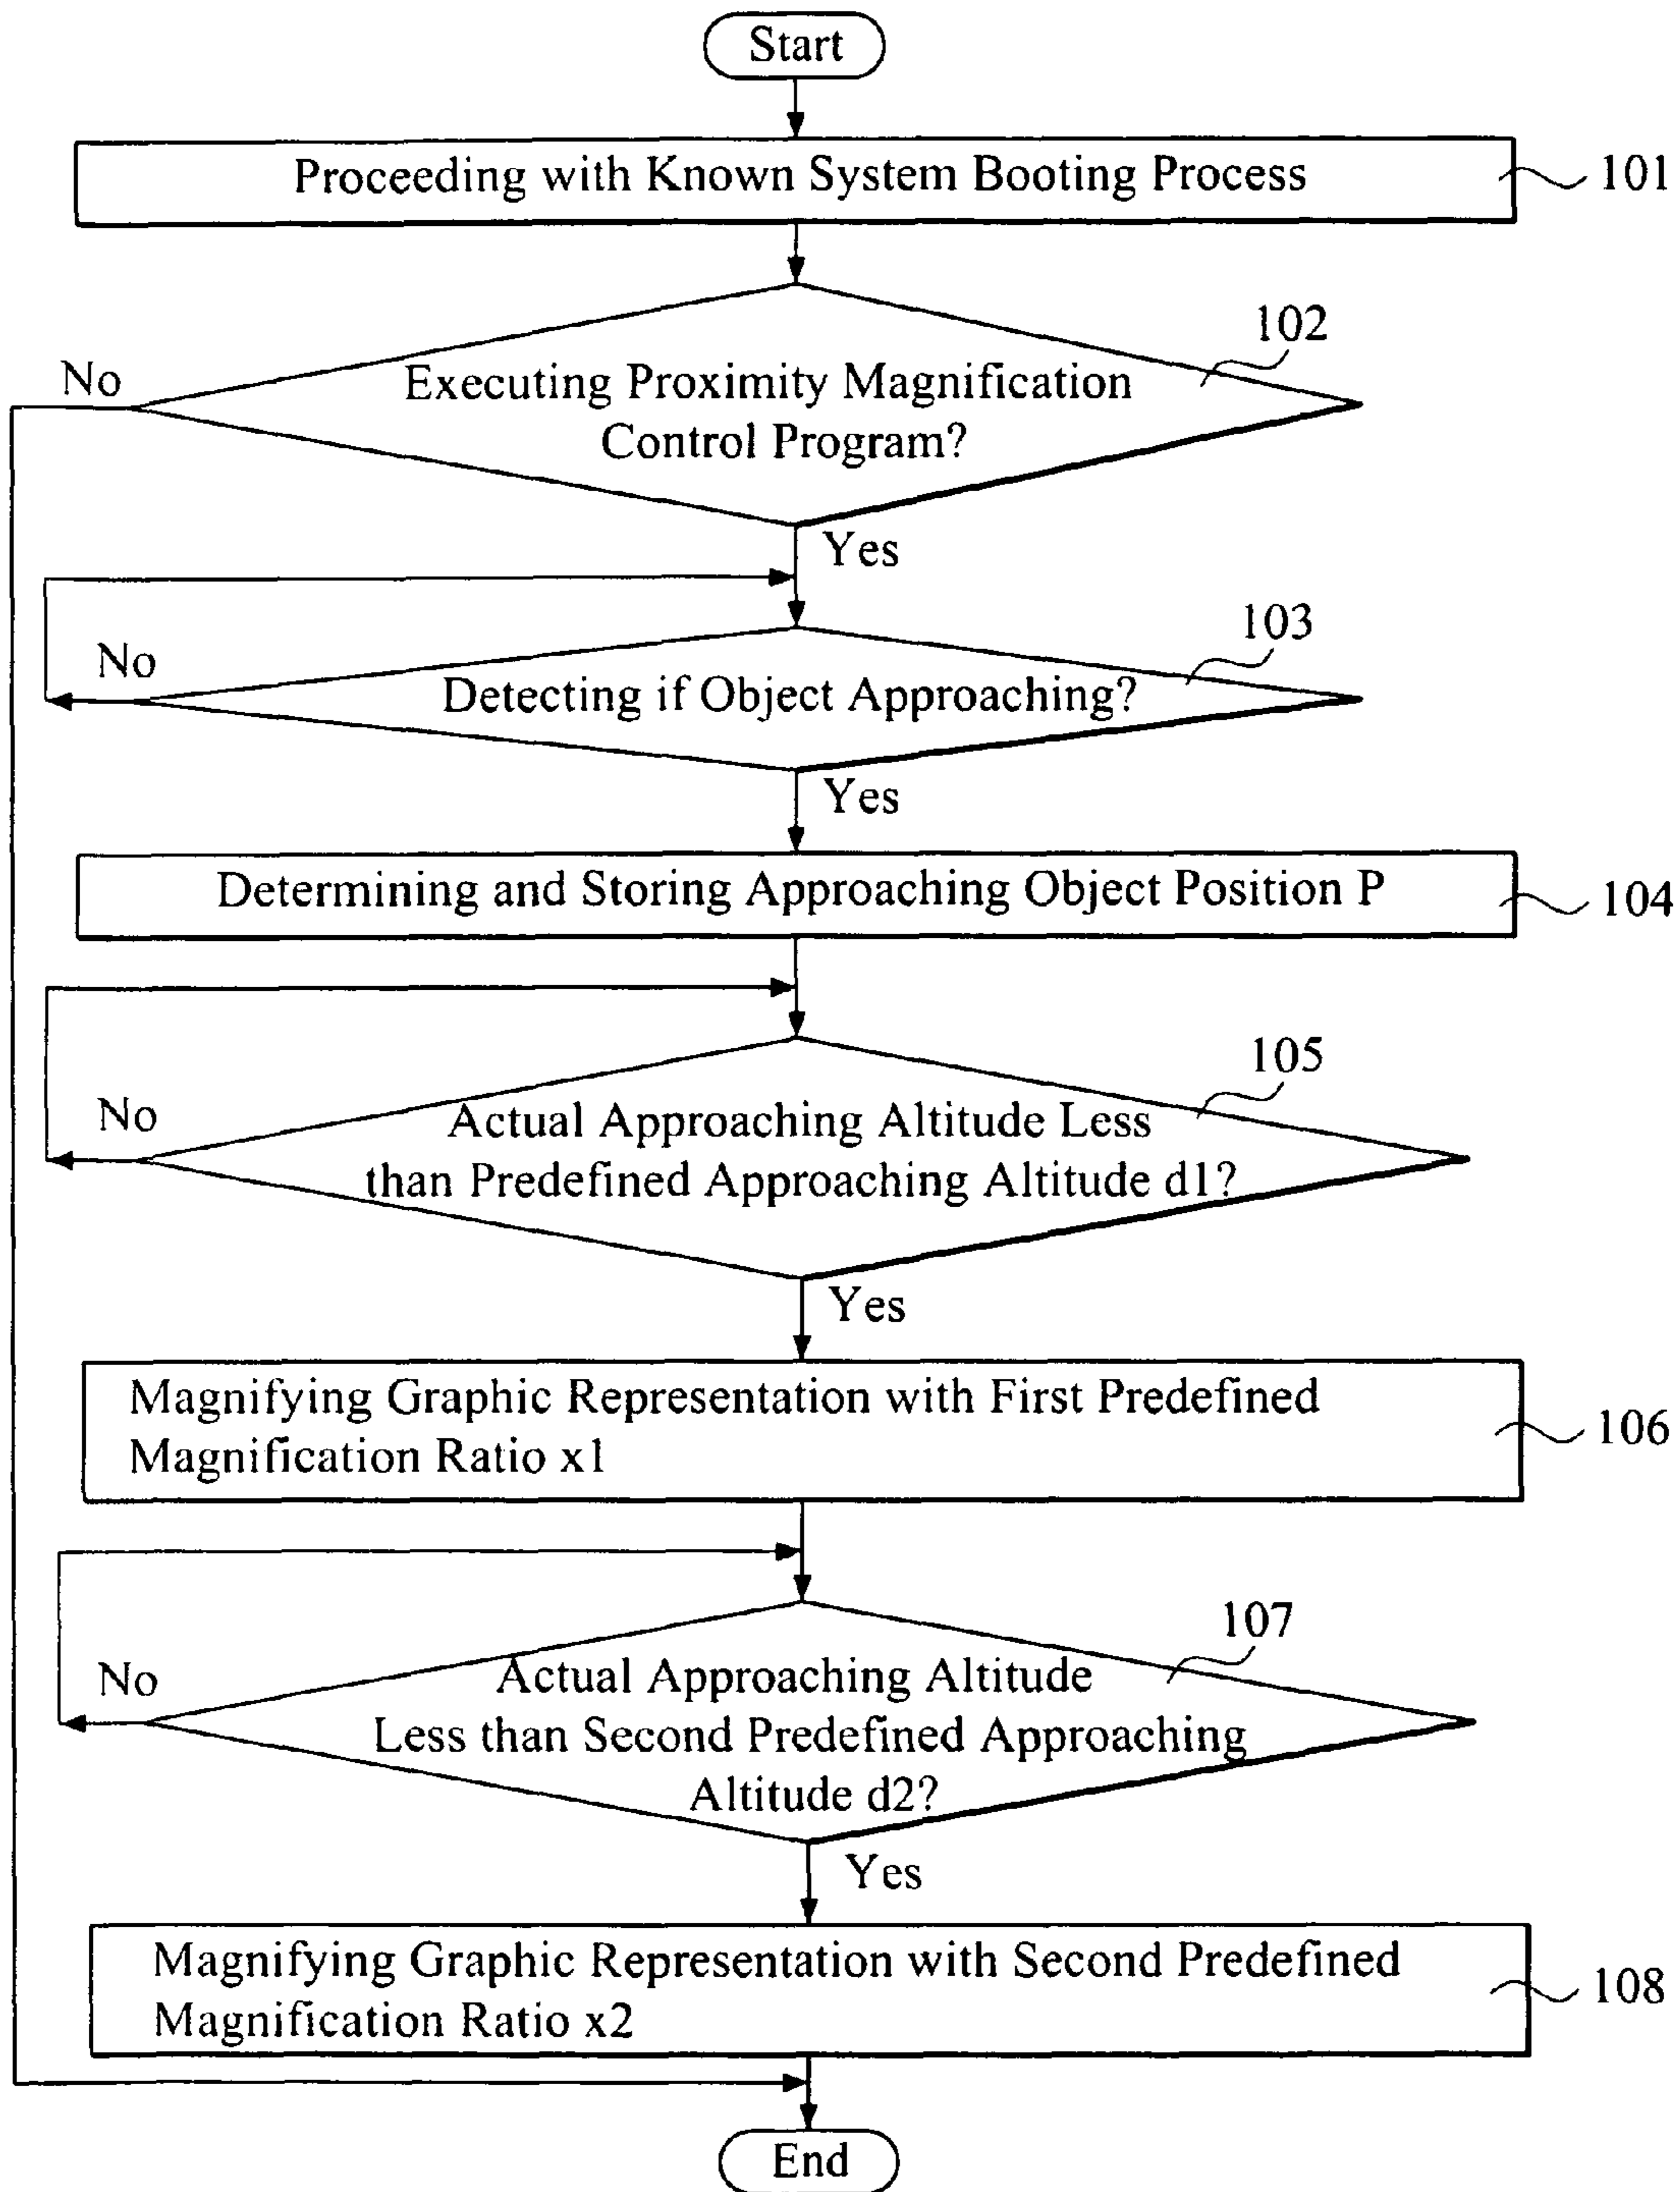 Start
Proceeding with Known System Booting Process
101
102
No
Executing Proximity Magnification
Control Program?
Yes
103
No
Detecting if Object Approaching?
Yes
Determining and Storing Approaching Object Position P
104
105
No
Actual Approaching Altitude Less
than Predefined Approaching Altitude d1?
Yes
Magnifying Graphic Representation with First Predefined
Magnification Ratio x1
106
107
No
Actual Approaching Altitude
Less than Second Predefined Approaching
Altitude d2?
Yes
Magnifying Graphic Representation with Second Predefined
Magnification Ratio x2
108
End